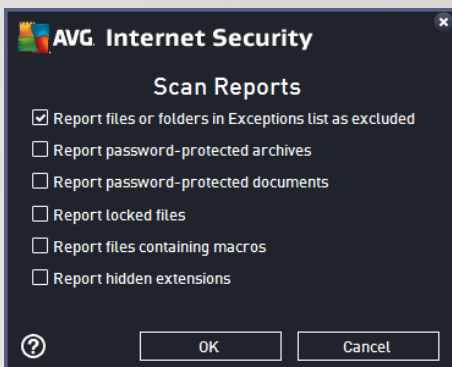 AVG. Internet Security
Scan Reports
Report files or folders in Exceptions list as excluded
Report password-protected archives
Report password-protected documents
Report locked files
Report files containing macros
Report hidden extensions
?
OK
Cancel